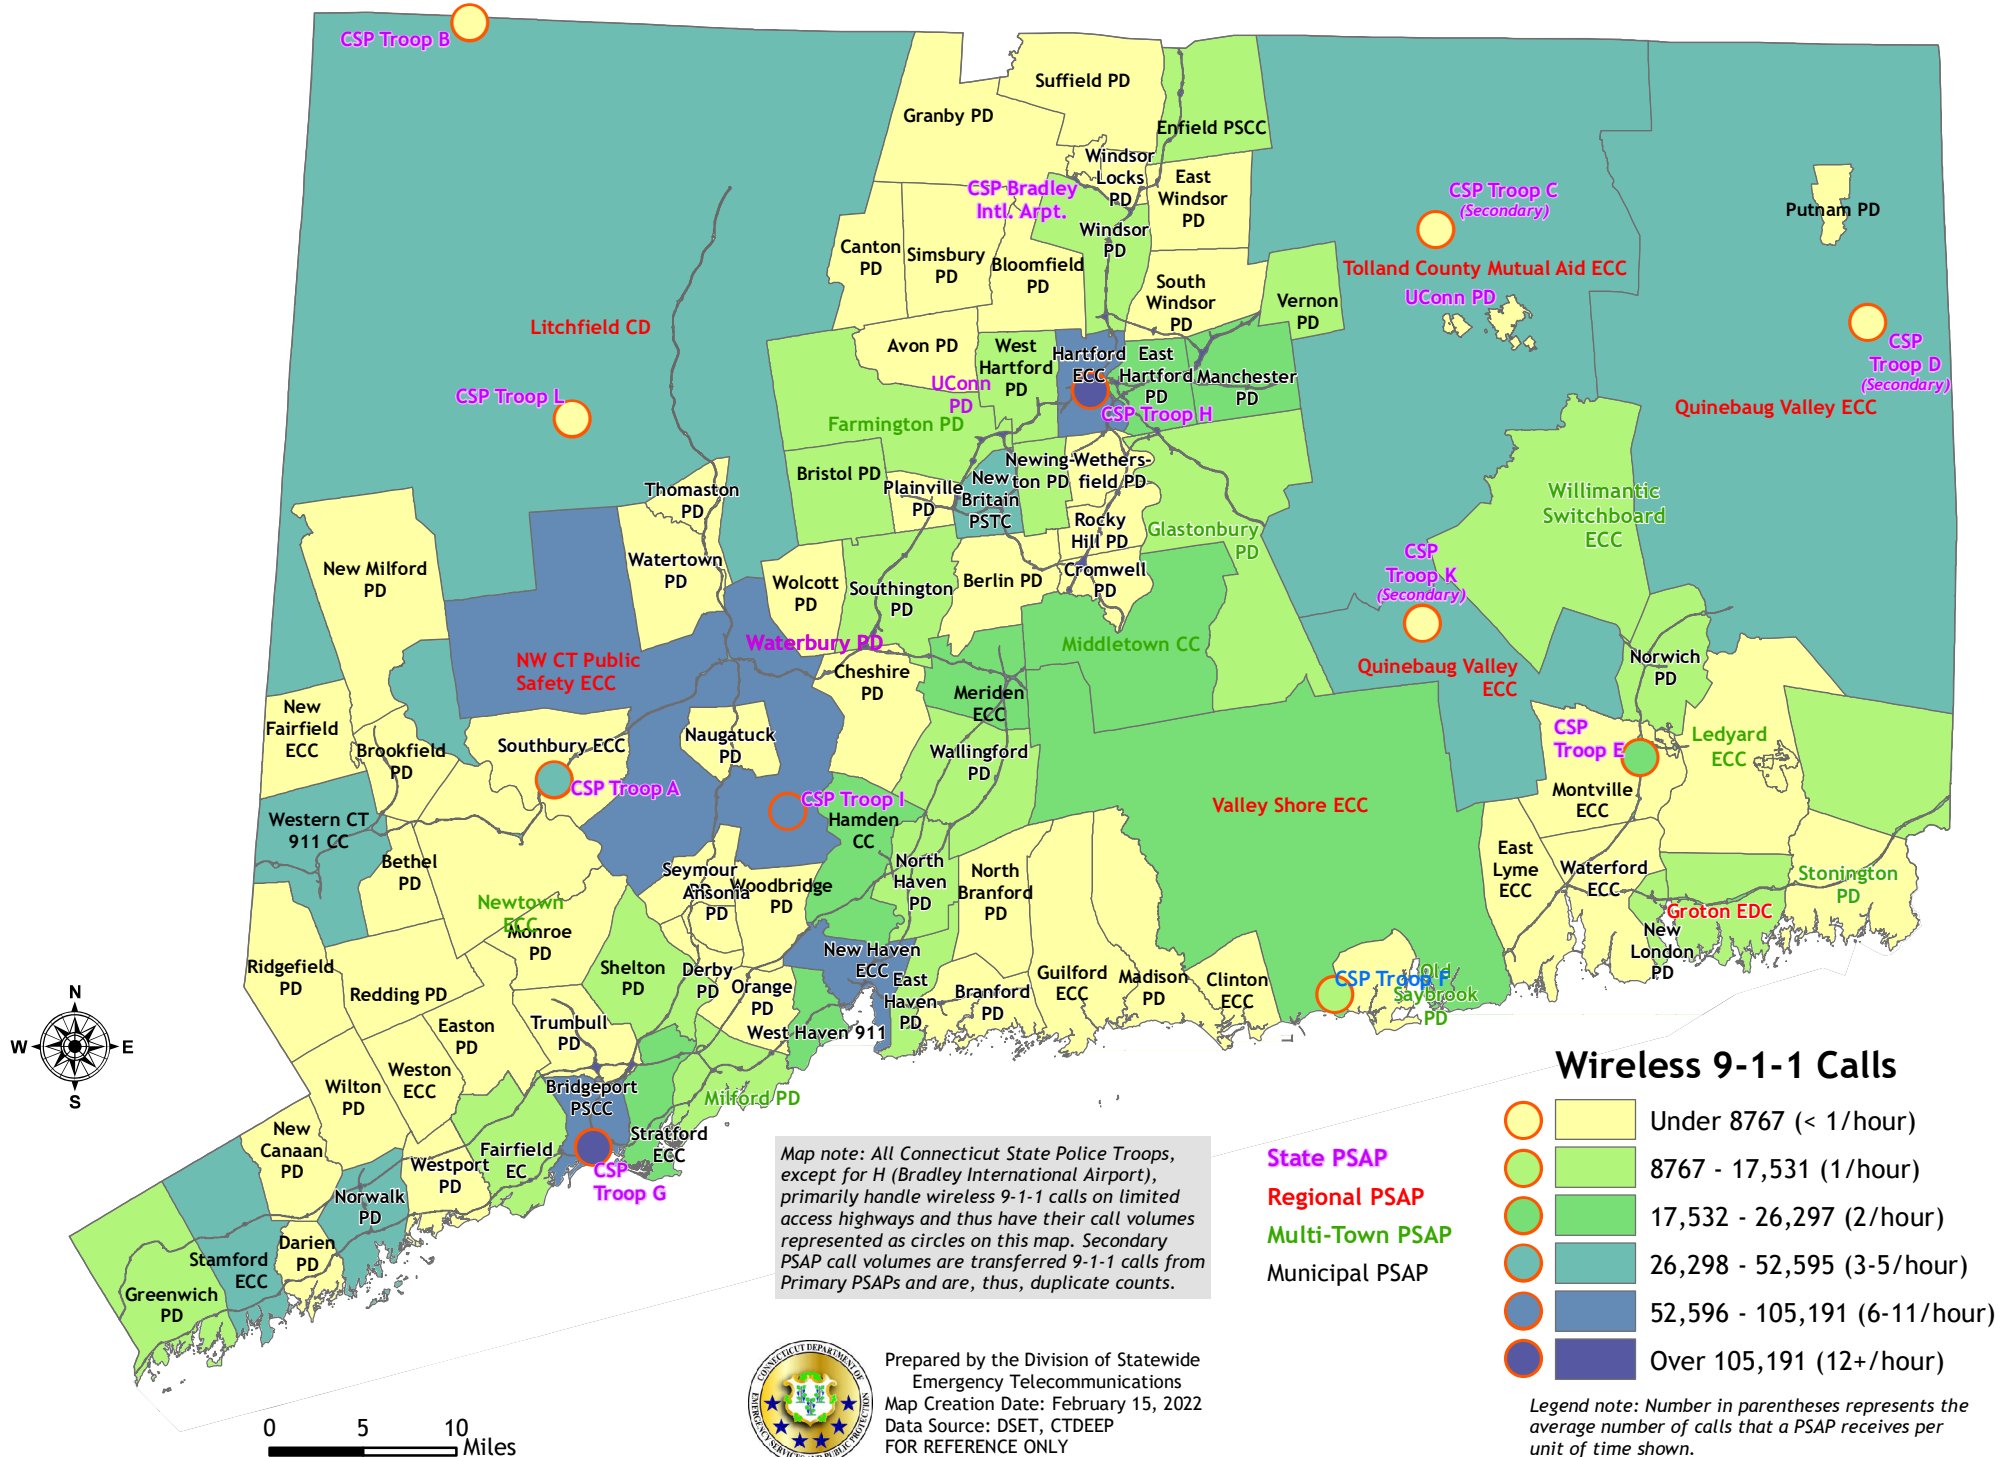 CSP Troop B
Suffield PD
Granby PD
Enfield PSCC
Windsor
Locks
PD
East
Windsor
PD
CSP Bradley
Intl. Arpt.
CSP Troop C
(Secondary)
Putnam PD
Windsor
PD
Canton
PD
Simsbury
PD
Bloomfield
PD
South
Windsor
PD
Vernon
PD
Tolland County Mutual Aid ECC
UConn PD
Litchfield CD
Avon PD
West
Hartford
PD
Hartford
ECC
East
Hartford
PD
Manchester
PD
CSP
Troop D
(Secondary)
CSP Troop L
UConn
PD
CSP Troop H
Farmington PD
Quinebaug Valley ECC
Bristol PD
Plainville
PD
New
Britain
PSTC
Newing-
ton PD
Wethers-
field PD
Thomaston
PD
Rocky
Hill PD
Glastonbury
PD
Willimantic
Switchboard
ECC
New Milford
PD
Watertown
PD
Wolcott
PD
Southington
PD
Berlin PD
Cromwell
PD
CSP
Troop K
(Secondary)
Waterbury PD
Middletown CC
NW CT Public
Safety ECC
Cheshire
PD
Meriden
ECC
Quinebaug Valley
ECC
Norwich
PD
New
Fairfield
ECC
Brookfield
PD
Southbury ECC
Naugatuck
PD
Wallingford
PD
CSP
Troop E
Ledyard
ECC
CSP Troop A
CSP Troop I
Hamden
CC
Valley Shore ECC
Montville
ECC
Western CT
911 CC
Bethel
PD
Seymour
PD
Ansonia
PD
Woodbridge
PD
North
Haven
PD
North
Branford
PD
East
Lyme
ECC
Waterford
ECC
Stonington
PD
Newtown
ECC
Monroe
PD
Groton EDC
New
London
PD
Ridgefield
PD
Redding PD
Shelton
PD
Derby
PD
Orange
PD
New Haven
ECC
East
Haven
PD
Branford
PD
Guilford
ECC
Madison
PD
Clinton
ECC
CSP Troop F
Old
Saybrook
PD
Easton
PD
Trumbull
PD
West Haven 911
N
W
E
S
Wilton
PD
Weston
ECC
Bridgeport
PSCC
Milford PD
New
Canaan
PD
Westport
PD
Fairfield
EC
Stratford
ECC
CSP
Troop G
Norwalk
PD
Darien
PD
Stamford
ECC
Greenwich
PD
Map note: All Connecticut State Police Troops,
except for H (Bradley International Airport),
primarily handle wireless 9-1-1 calls on limited
access highways and thus have their call volumes
represented as circles on this map. Secondary
PSAP call volumes are transferred 9-1-1 calls from
Primary PSAPs and are, thus, duplicate counts.
State PSAP
Regional PSAP
Multi-Town PSAP
Municipal PSAP
Wireless 9-1-1 Calls
Under 8767 (< 1/hour)
8767 - 17,531 (1/hour)
17,532 - 26,297 (2/hour)
26,298 - 52,595 (3-5/hour)
52,596 - 105,191 (6-11/hour)
Over 105,191 (12+/hour)
Legend note: Number in parentheses represents the
average number of calls that a PSAP receives per
unit of time shown.
0 5 10
Miles
CONNECTICUT DEPARTMENT OF
EMERGENCY SERVICES AND PUBLIC PROTECTION
Prepared by the Division of Statewide
Emergency Telecommunications
Map Creation Date: February 15, 2022
Data Source: DSET, CTDEEP
FOR REFERENCE ONLY